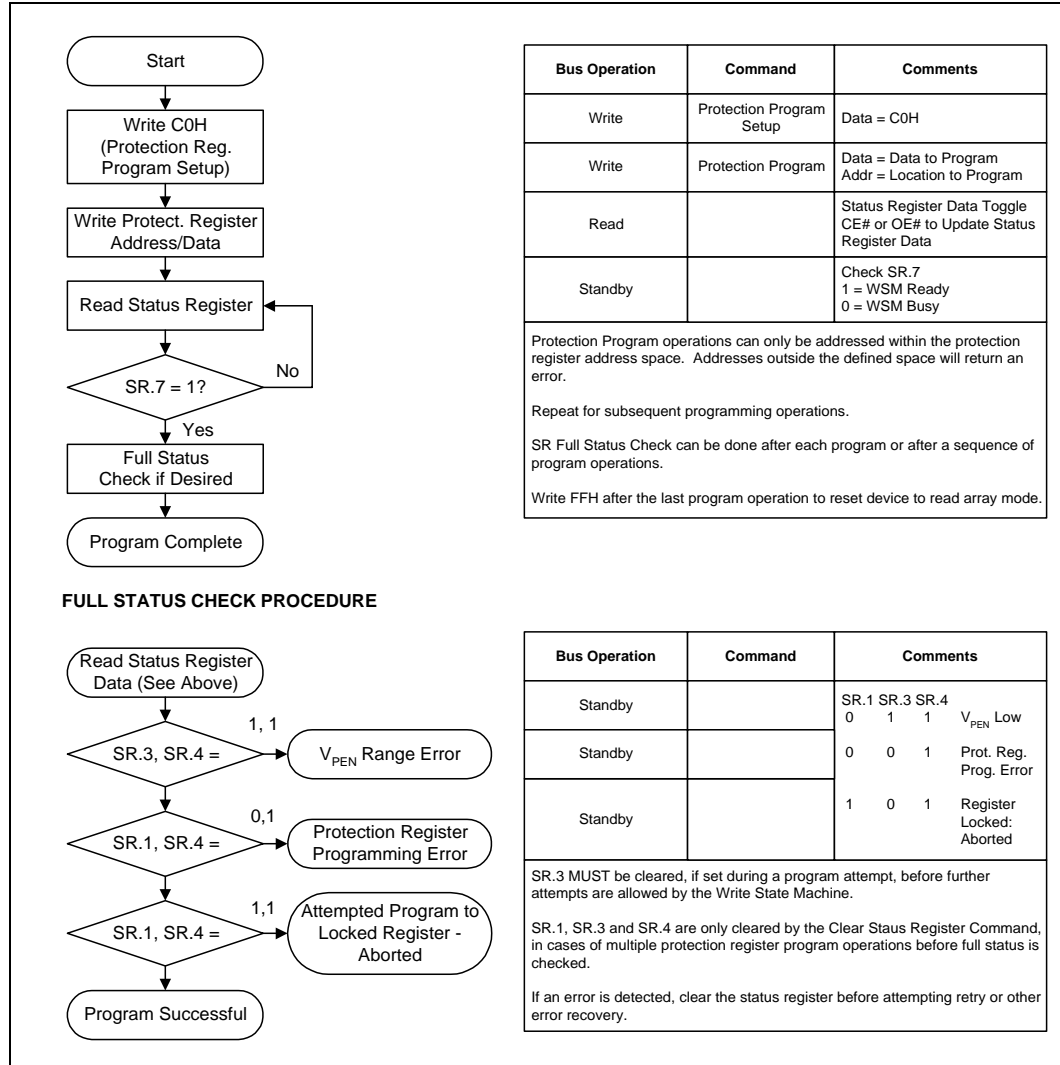 Start
Write C0H
(Protection Reg.
Program Setup)
Write Protect. Register
Address/Data
Read Status Register
No
SR.7 = 1?
Yes
Full Status
Check if Desired
Program Complete
Bus Operation Command Comments
Write Protection Program
Setup Data = C0H
Write Protection Program Data = Data to Program
Addr = Location to Program
Read Status Register Data Toggle
CE# or OE# to Update Status
Register Data
Standby Check SR.7
1 = WSM Ready
0 = WSM Busy
Protection Program operations can only be addressed within the protection
register address space.  Addresses outside the defined space will return an
error.
Repeat for subsequent programming operations.
SR Full Status Check can be done after each program or after a sequence of
program operations.
Write FFH after the last program operation to reset device to read array mode.
FULL STATUS CHECK PROCEDURE
Read Status Register
Data (See Above)
1, 1
SR.3, SR.4 =
VPEN Range Error
0,1
SR.1, SR.4 =
Protection Register
Programming Error
1,1
SR.1, SR.4 =
Attempted Program to
Locked Register -
Aborted
Program Successful
Bus Operation Command Comments
Standby SR.1 SR.3 SR.4
0 1 1 VPEN Low
Standby 0 0 1 Prot. Reg.
Prog. Error
Standby 1 0 1 Register
Locked:
Aborted
SR.3 MUST be cleared, if set during a program attempt, before further
attempts are allowed by the Write State Machine.
SR.1, SR.3 and SR.4 are only cleared by the Clear Staus Register Command,
in cases of multiple protection register program operations before full status is
checked.
If an error is detected, clear the status register before attempting retry or other
error recovery.